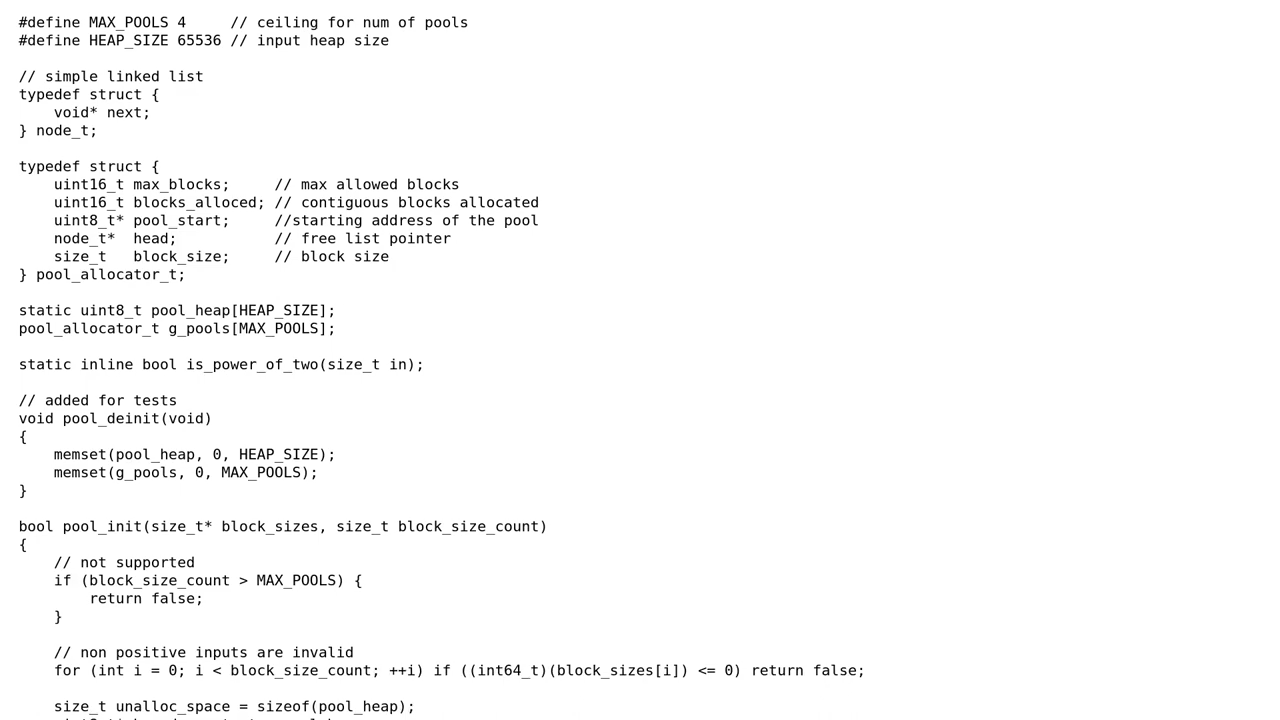 #define MAX_POOLS 4     // ceiling for num of pools
#define HEAP_SIZE 65536 // input heap size

// simple linked list
typedef struct {
    void* next;
} node_t;

typedef struct {
    uint16_t max_blocks;     // max allowed blocks
    uint16_t blocks_alloced; // contiguous blocks allocated
    uint8_t* pool_start;     //starting address of the pool
    node_t*  head;           // free list pointer
    size_t   block_size;     // block size
} pool_allocator_t;

static uint8_t pool_heap[HEAP_SIZE];
pool_allocator_t g_pools[MAX_POOLS];

static inline bool is_power_of_two(size_t in);

// added for tests
void pool_deinit(void)
{
    memset(pool_heap, 0, HEAP_SIZE);
    memset(g_pools, 0, MAX_POOLS);
}

bool pool_init(size_t* block_sizes, size_t block_size_count)
{
    // not supported
    if (block_size_count > MAX_POOLS) {
        return false;
    }

    // non positive inputs are invalid
    for (int i = 0; i < block_size_count; ++i) if ((int64_t)(block_sizes[i]) <= 0) return false;

    size_t unalloc_space = sizeof(pool_heap);